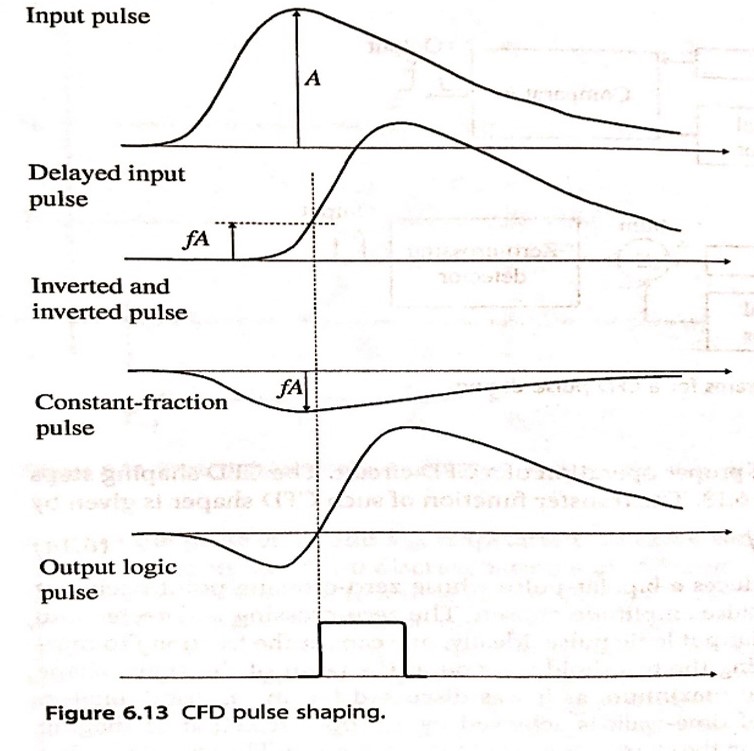 Input pulse
A
Delayed input
pulse
fA
Inverted and
inverted pulse
fA
Constant-fraction
pulse
Output logic
pulse
Figure 6.13 CFD pulse shaping.